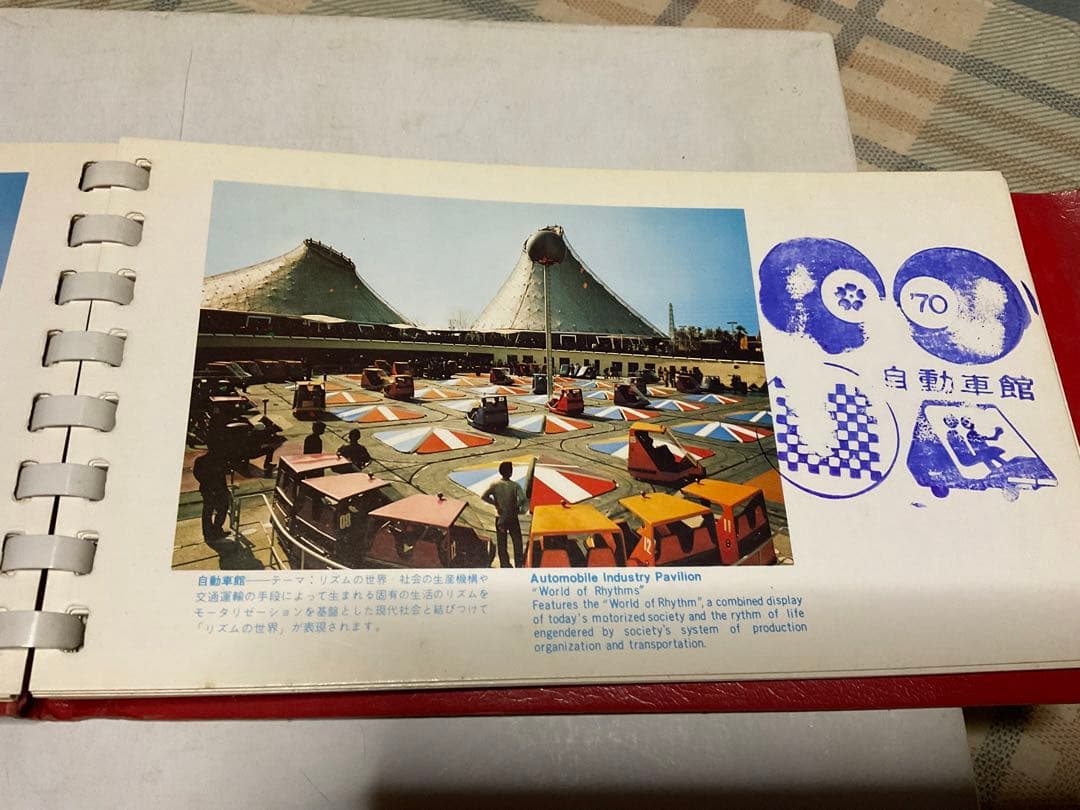 '70
自動車館
08
12
11
8
自動車館――テーマ：リズムの世界・社会の生産機構や
交通運輸の手段によって生まれる固有の生活のリズムを
モータリゼーションを基盤とした現代社会と結びつけて
「リズムの世界」が表現されます。
Automobile Industry Pavilion
"World of Rhythms"
Features the "World of Rhythm", a combined display
of today's motorized society and the rythm of life
engendered by society's system of production
organization and transportation.